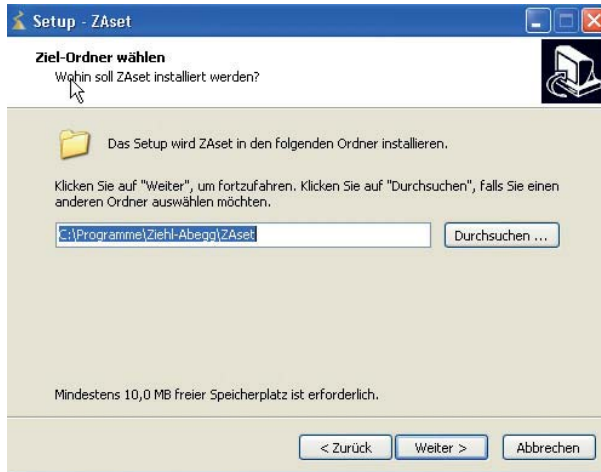 Setup - ZAset
Ziel-Ordner wählen
Wohin soll ZAset installiert werden?
Das Setup wird ZAset in den folgenden Ordner installieren.
Klicken Sie auf "Weiter", um fortzufahren. Klicken Sie auf "Durchsuchen", falls Sie einen
anderen Ordner auswählen möchten.
C:\Programme\Ziehl-Abegg\ZAset
Durchsuchen ...
Mindestens 10,0 MB freier Speicherplatz ist erforderlich.
< Zurück
Weiter >
Abbrechen